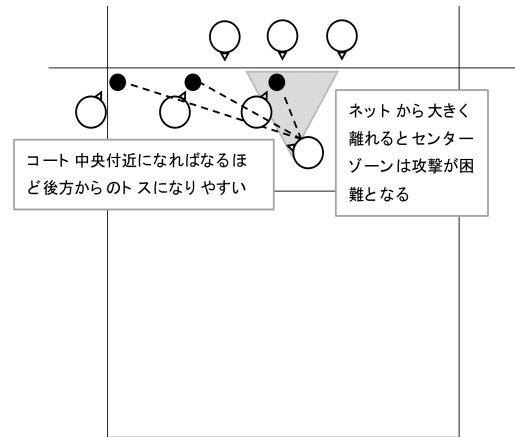 ネットから大きく
離れるとセンター
ゾーンは攻撃が困
難となる
コート中央付近になればなるほ
ど後方からのトスになりやすい